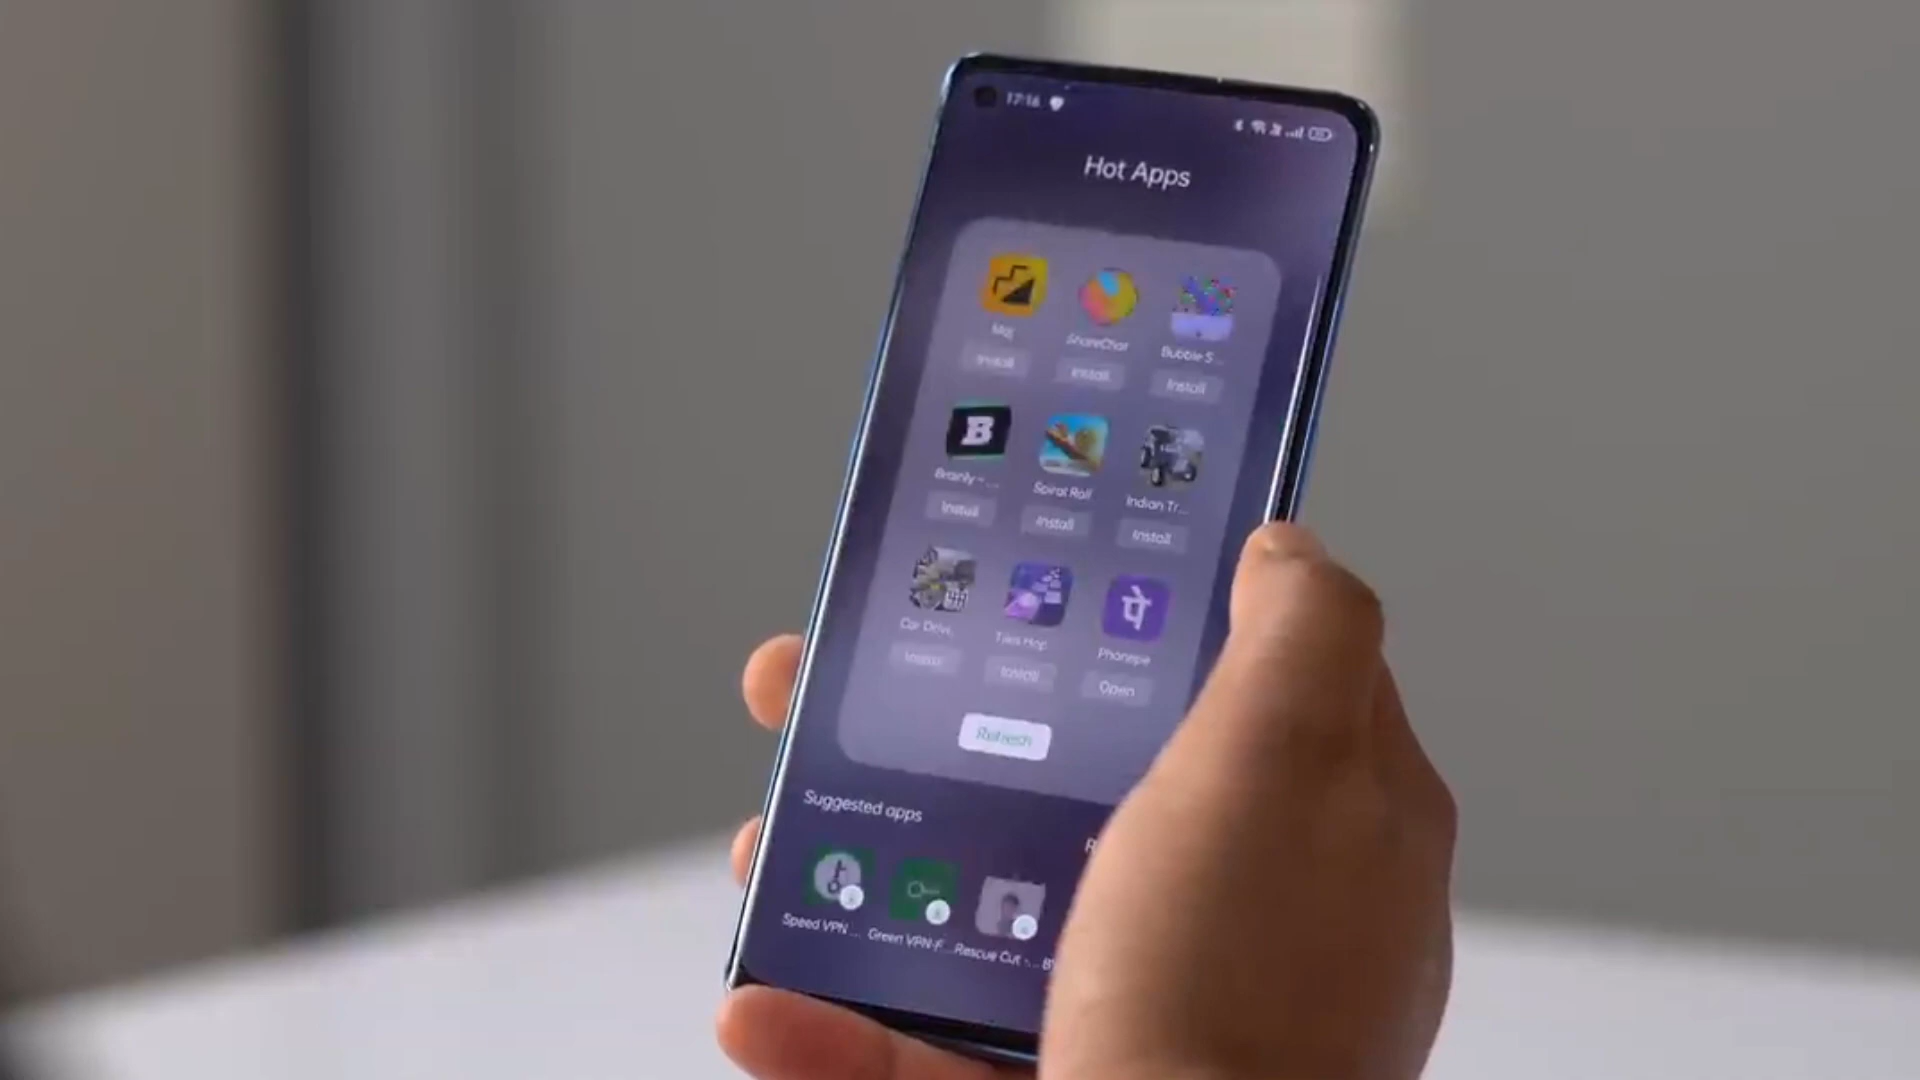 17:16
Hot Apps
Moj ShareChat Bubble S...
Install Install Install
B
Brainly - ... Spiral Roll Indian Tr...
Install Install Install
पे
Car Drivi.. Tiles Hop Phonepe
Install Install Open
Refresh
Suggested apps
R
Speed VPN ... Green VPN-F... Rescue Cut -...